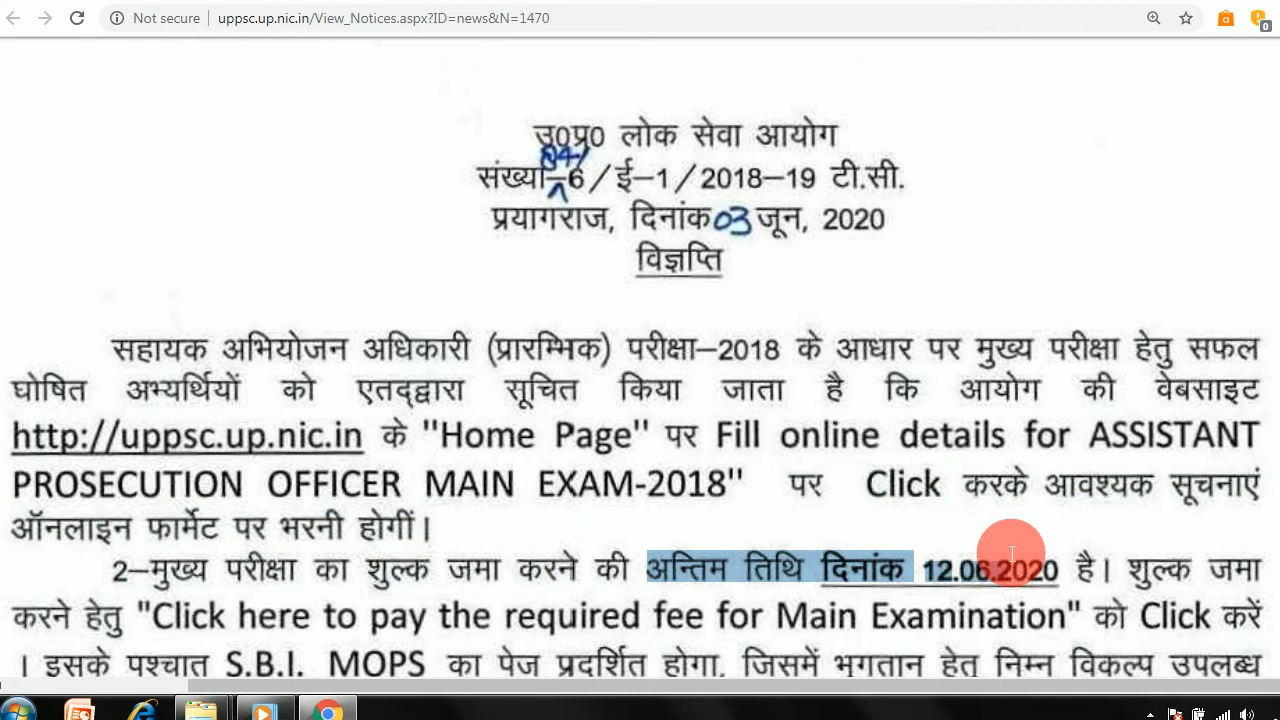 Not secure | uppsc.up.nic.in/View_Notices.aspx?ID=news&N=1470
उ0प्र0 लोक सेवा आयोग
04/
संख्या–6/ई–1/2018–19 टी.सी.
प्रयागराज, दिनांक 03 जून, 2020
विज्ञप्ति
सहायक अभियोजन अधिकारी (प्रारम्भिक) परीक्षा–2018 के आधार पर मुख्य परीक्षा हेतु सफल
घोषित अभ्यर्थियों को एतद्द्वारा सूचित किया जाता है कि आयोग की वेबसाइट
http://uppsc.up.nic.in के "Home Page" पर Fill online details for ASSISTANT
PROSECUTION OFFICER MAIN EXAM-2018" पर Click करके आवश्यक सूचनाएं
ऑनलाइन फार्मेट पर भरनी होगीं।
2–मुख्य परीक्षा का शुल्क जमा करने की अन्तिम तिथि दिनांक 12.06.2020 है। शुल्क जमा
करने हेतु "Click here to pay the required fee for Main Examination" को Click करें
। इसके पश्चात S.B.I. MOPS का पेज प्रदर्शित होगा, जिसमें भुगतान हेतु निम्न विकल्प उपलब्ध